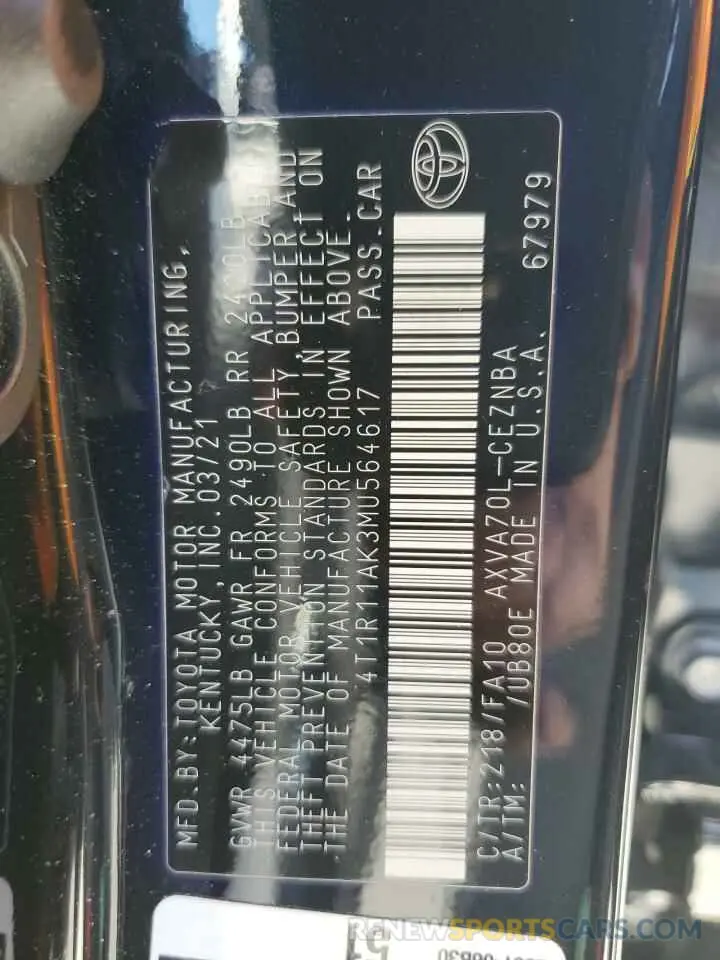 MFD.BY: TOYOTA MOTOR MANUFACTURING,
KENTUCKY, INC. 03/21
GVWR 4475LB GAWR FR 2490LB RR 2490LB
THIS VEHICLE CONFORMS TO ALL APPLICABLE
FEDERAL MOTOR VEHICLE SAFETY, BUMPER AND
THEFT PREVENTION STANDARDS IN EFFECT ON
THE DATE OF MANUFACTURE SHOWN ABOVE.
4T1R11AK3MU564617 PASS.CAR
C/TR:218/FA10 AXVA70L-CEZNBA
A/TM: /UB80E MADE IN U.S.A. 67979
RENEWSPORTSCARS.COM